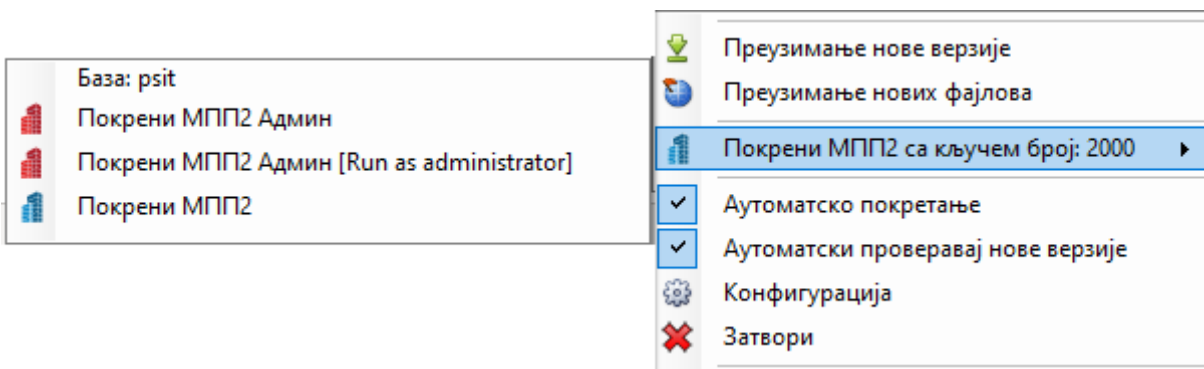 База: psit
Покрени МПП2 Админ
Покрени МПП2 Админ [Run as administrator]
Покрени МПП2
Преузимање нове верзије
Преузимање нових фајлова
Покрени МПП2 са кључем број: 2000
Аутоматско покретање
Аутоматски проверавај нове верзије
Конфигурација
Затвори